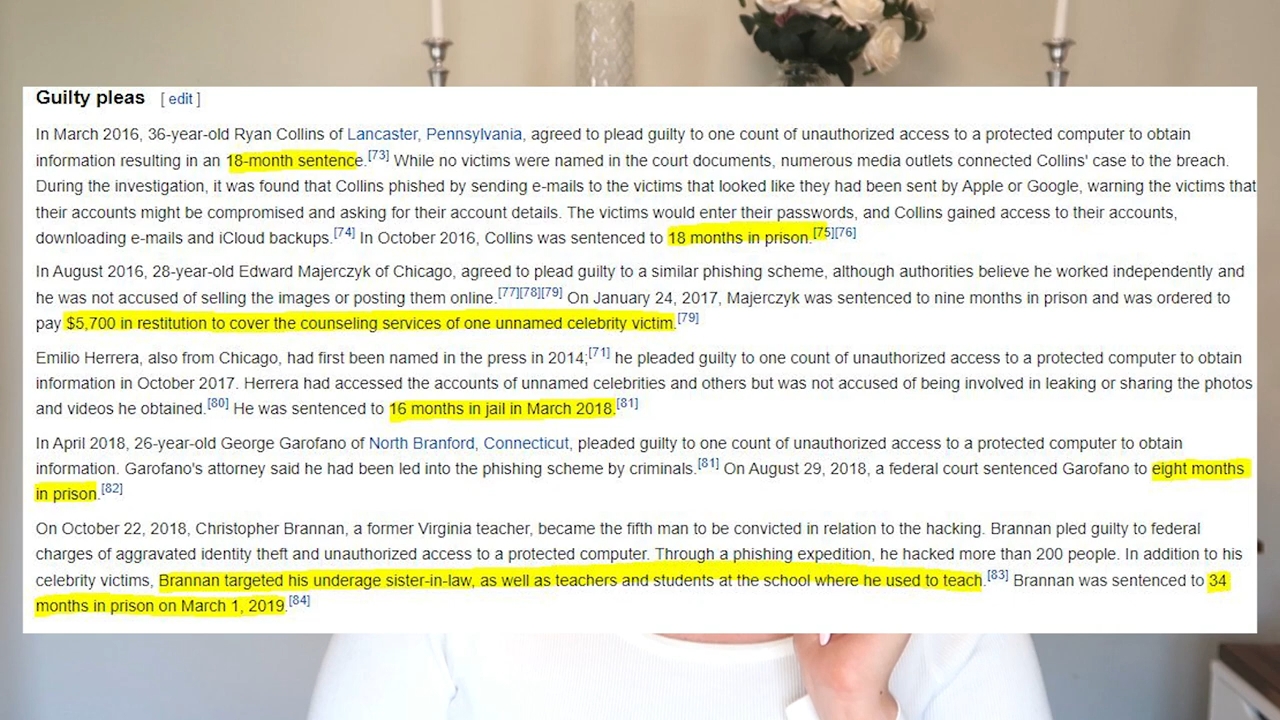 Guilty pleas [ edit ]
In March 2016, 36-year-old Ryan Collins of Lancaster, Pennsylvania, agreed to plead guilty to one count of unauthorized access to a protected computer to obtain
information resulting in an 18-month sentence.[73] While no victims were named in the court documents, numerous media outlets connected Collins' case to the breach.
During the investigation, it was found that Collins phished by sending e-mails to the victims that looked like they had been sent by Apple or Google, warning the victims that
their accounts might be compromised and asking for their account details. The victims would enter their passwords, and Collins gained access to their accounts,
downloading e-mails and iCloud backups.[74] In October 2016, Collins was sentenced to 18 months in prison.[75][76]
In August 2016, 28-year-old Edward Majerczyk of Chicago, agreed to plead guilty to a similar phishing scheme, although authorities believe he worked independently and
he was not accused of selling the images or posting them online.[77][78][79] On January 24, 2017, Majerczyk was sentenced to nine months in prison and was ordered to
pay $5,700 in restitution to cover the counseling services of one unnamed celebrity victim.[79]
Emilio Herrera, also from Chicago, had first been named in the press in 2014;[71] he pleaded guilty to one count of unauthorized access to a protected computer to obtain
information in October 2017. Herrera had accessed the accounts of unnamed celebrities and others but was not accused of being involved in leaking or sharing the photos
and videos he obtained.[80] He was sentenced to 16 months in jail in March 2018.[81]
In April 2018, 26-year-old George Garofano of North Branford, Connecticut, pleaded guilty to one count of unauthorized access to a protected computer to obtain
information. Garofano's attorney said he had been led into the phishing scheme by criminals.[81] On August 29, 2018, a federal court sentenced Garofano to eight months
in prison.[82]
On October 22, 2018, Christopher Brannan, a former Virginia teacher, became the fifth man to be convicted in relation to the hacking. Brannan pled guilty to federal
charges of aggravated identity theft and unauthorized access to a protected computer. Through a phishing expedition, he hacked more than 200 people. In addition to his
celebrity victims, Brannan targeted his underage sister-in-law, as well as teachers and students at the school where he used to teach.[83] Brannan was sentenced to 34
months in prison on March 1, 2019.[84]